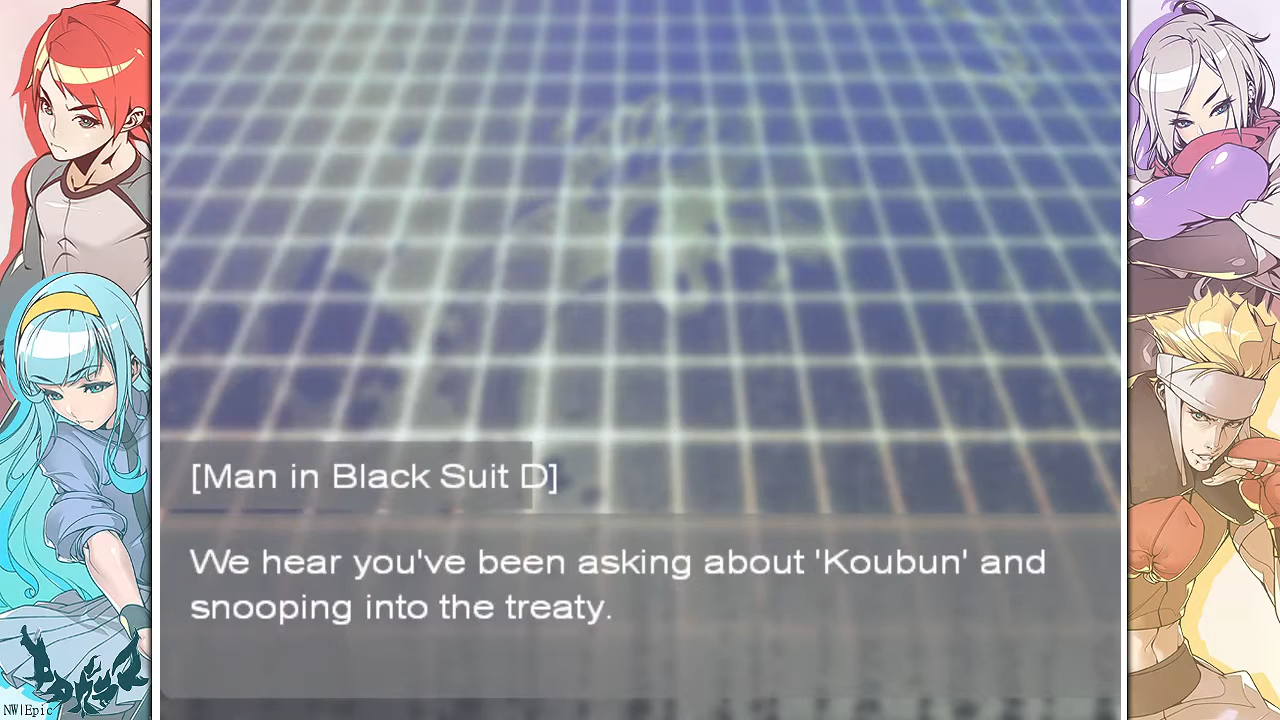 [Man in Black Suit D]
We hear you've been asking about 'Koubun' and
snooping into the treaty.
NW|Epic